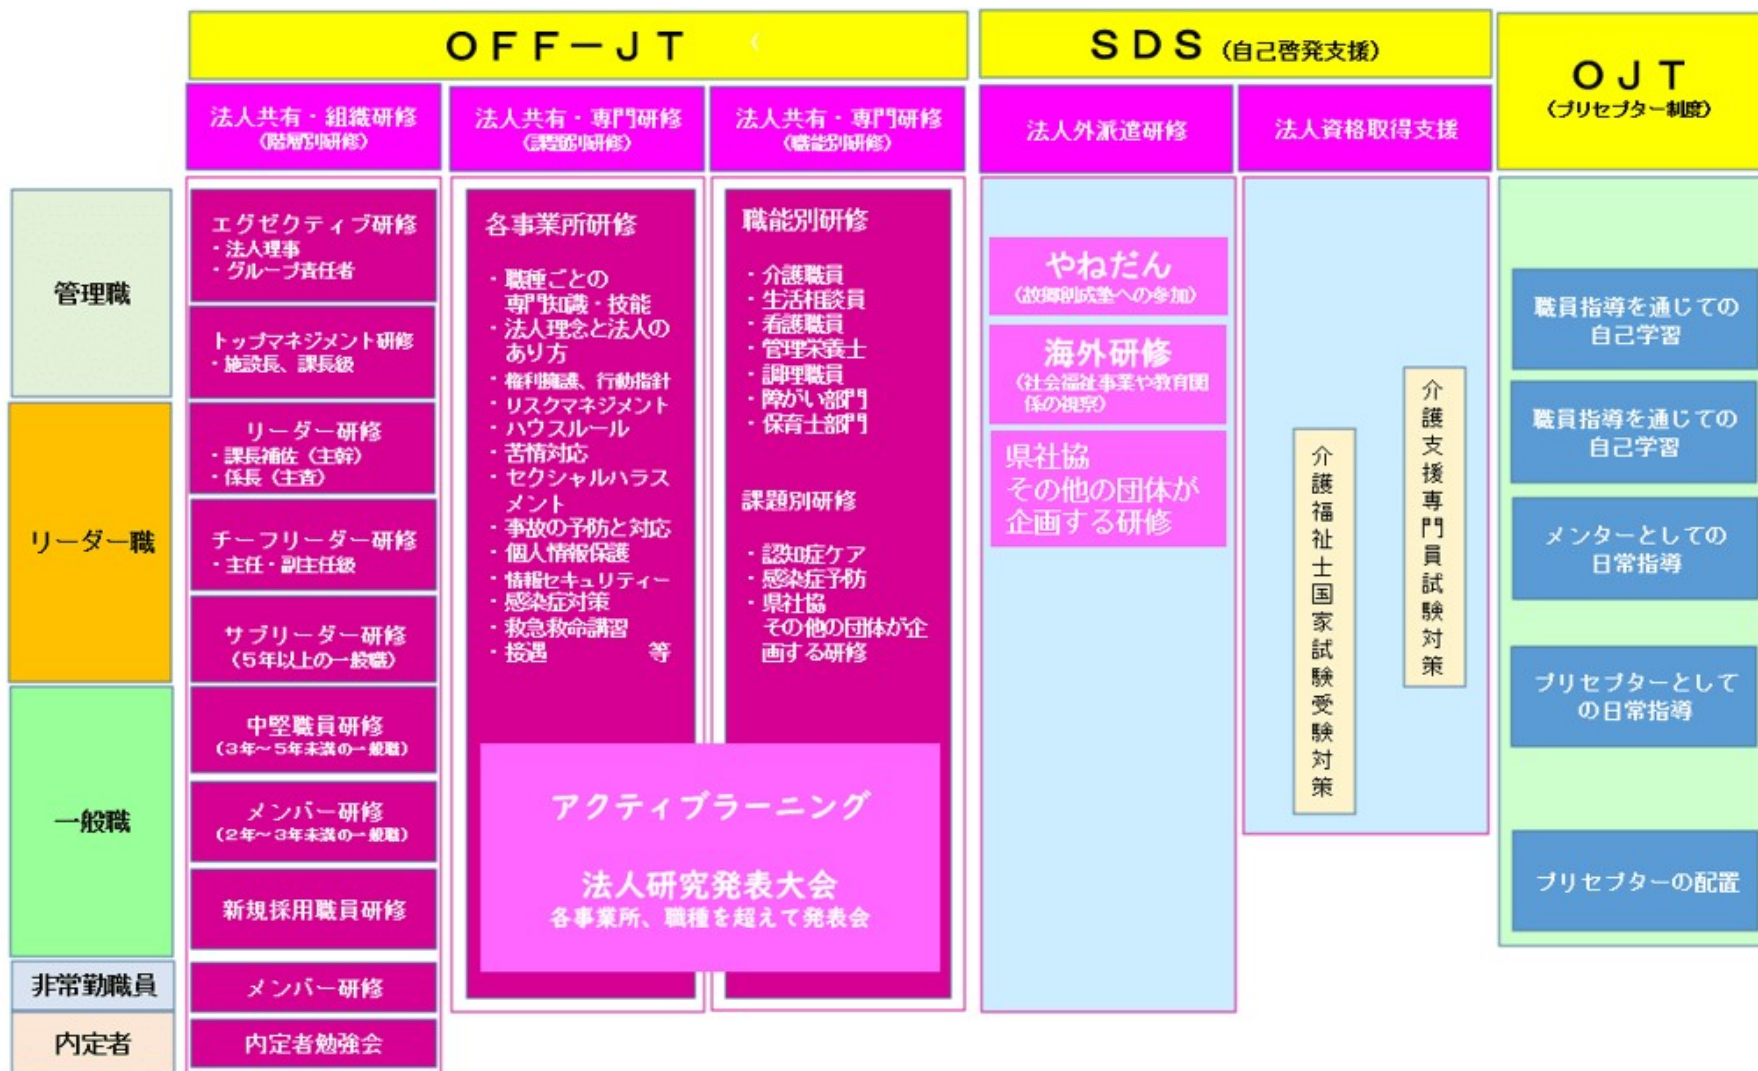 OFF-JT
SDS（自己啓発支援）
OJT
（プリセプター制度）
法人共有・組織研修
（階層別研修）
法人共有・専門研修
（課題別研修）
法人共有・専門研修
（職能別研修）
法人外派遣研修
法人資格取得支援
管理職
リーダー職
一般職
非常勤職員
内定者
エグゼクティブ研修
・法人理事
・グループ責任者
トップマネジメント研修
・施設長、課長級
リーダー研修
・課長補佐（主幹）
・係長（主査）
チーフリーダー研修
・主任・副主任級
サブリーダー研修
（5年以上の一般職）
中堅職員研修
（3年～5年未満の一般職）
メンバー研修
（2年～3年未満の一般職）
新規採用職員研修
メンバー研修
内定者勉強会
各事業所研修
・職種ごとの
専門知識・技能
・法人理念と法人の
あり方
・権利擁護、行動指針
・リスクマネジメント
・ハウスルール
・苦情対応
・セクシャルハラス
メント
・事故の予防と対応
・個人情報保護
・情報セキュリティー
・感染症対策
・救急救命講習
・接遇 等
職能別研修
・介護職員
・生活相談員
・看護職員
・管理栄養士
・調理職員
・障がい部門
・保育士部門
課題別研修
・認知症ケア
・感染症予防
・県社協
その他の団体が企
画する研修
アクティブラーニング
法人研究発表大会
各事業所、職種を超えて発表会
やねだん
（故郷創成塾への参加）
海外研修
（社会福祉事業や教育関
係の視察）
県社協
その他の団体が
企画する研修
介護福祉士国家試験受験対策
介護支援専門員試験対策
職員指導を通じての
自己学習
職員指導を通じての
自己学習
メンターとしての
日常指導
プリセプターとして
の日常指導
プリセプターの配置